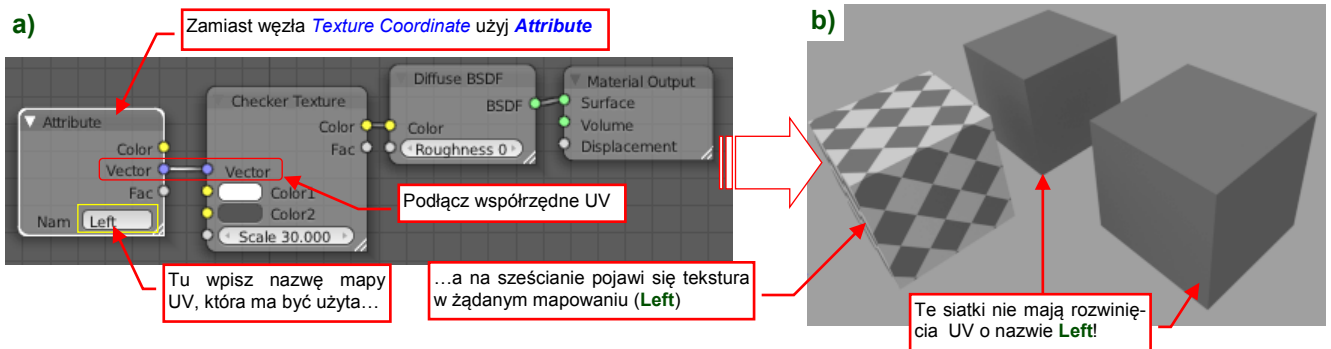 a)
Zamiast węzła Texture Coordinate użyj Attribute
Attribute
Color
Vector
Fac
Nam Left
Checker Texture
Color
Fac
Vector
Color1
Color2
Scale 30.000
Diffuse BSDF
BSDF
Color
Roughness 0
Material Output
Surface
Volume
Displacement
Podłącz współrzędne UV
Tu wpisz nazwę mapy
UV, która ma być użyta…
…a na sześcianie pojawi się tekstura
w żądanym mapowaniu (Left)
b)
Te siatki nie mają rozwinię-
cia UV o nazwie Left!